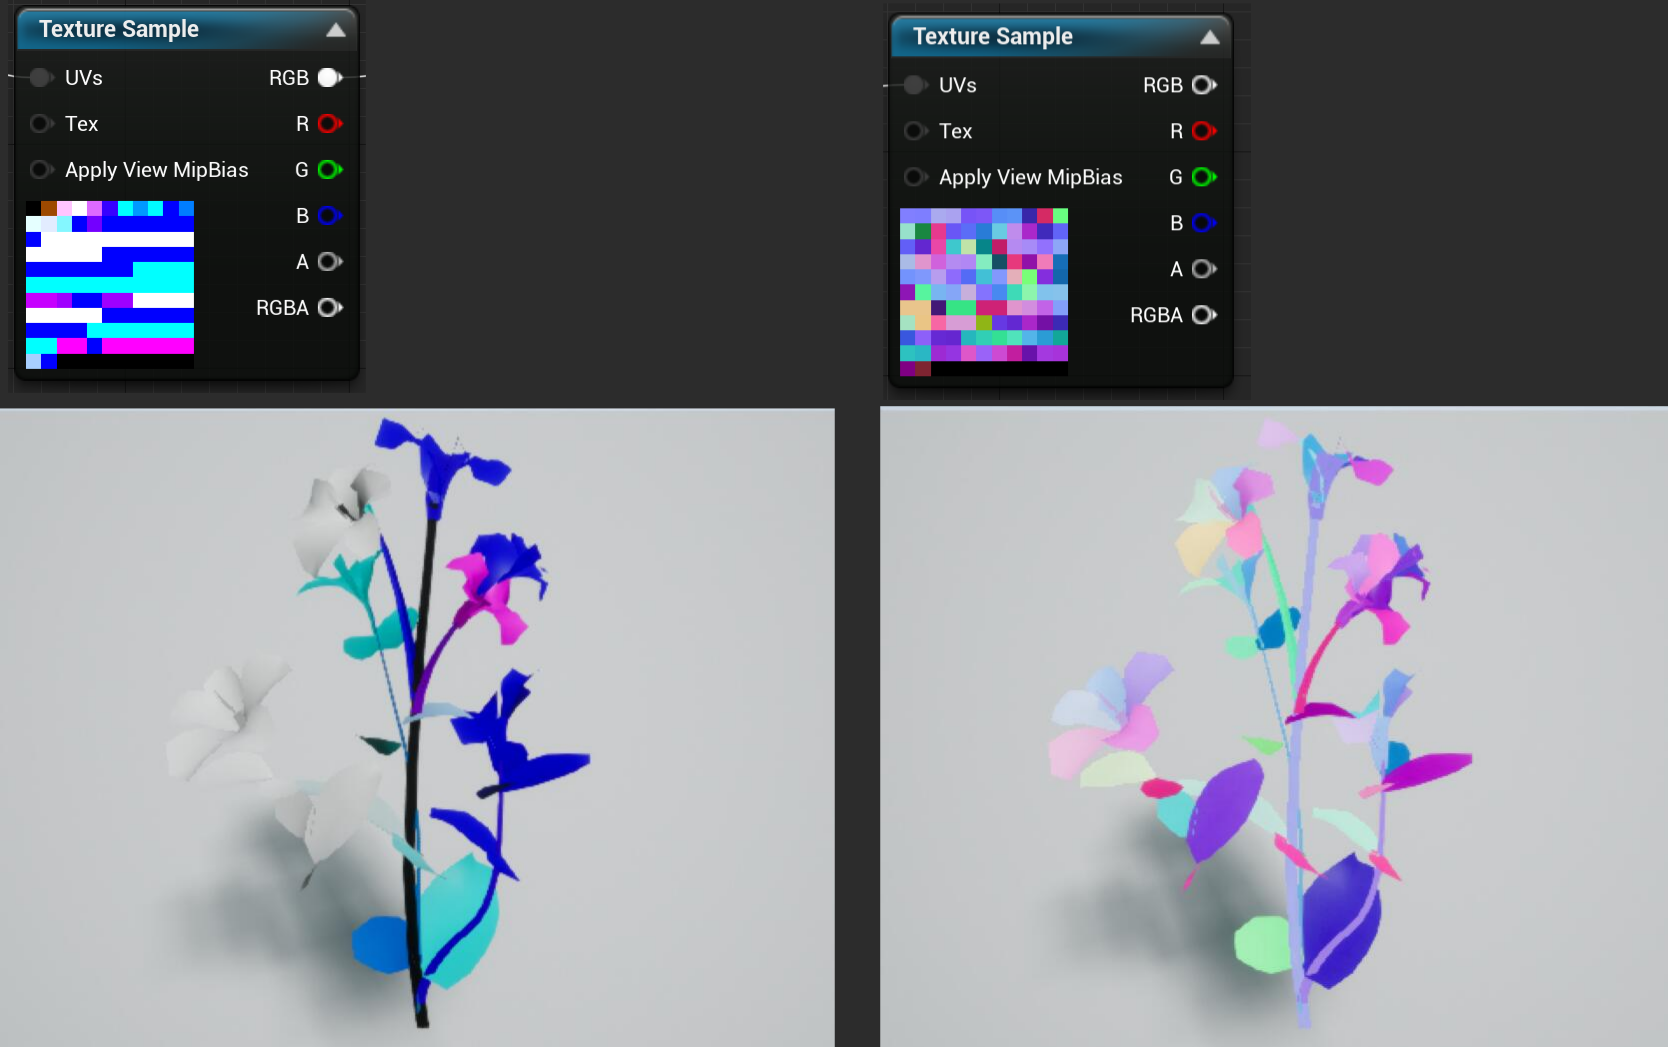 Texture Sample
UVs RGB
Tex R
Apply View MipBias G
B
A
RGBA
Texture Sample
UVs RGB
Tex R
Apply View MipBias G
B
A
RGBA